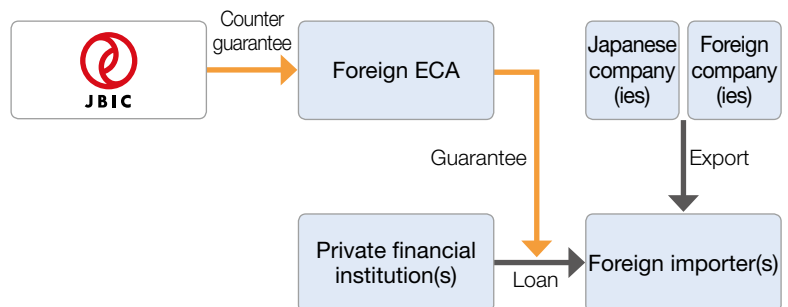 Counter
guarantee
JBIC
Foreign ECA
Japanese
company
(ies)
Foreign
company
(ies)
Guarantee
Export
Private financial
institution(s)
Loan
Foreign importer(s)